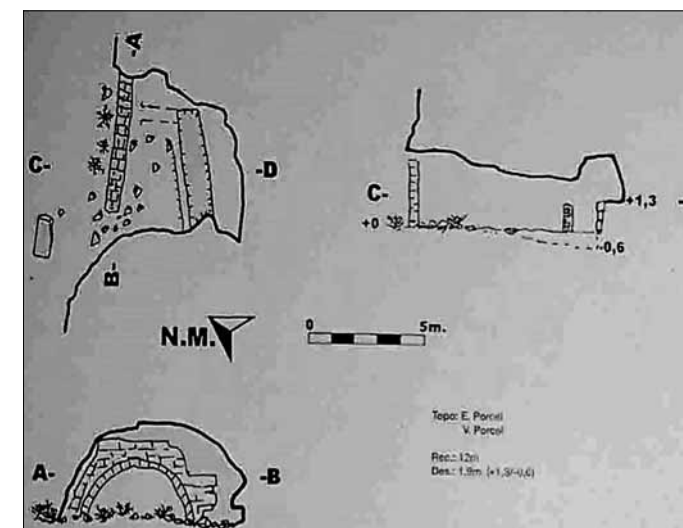 -A
C-
-D
B-
C-
+1,3
-
+0
-0,6
N.M.
0
5m.
Topo: E. Porcel
V. Porcel
A-
-B
Rec.: 12m
Des.: 1,9m (+1,3/-0,6)